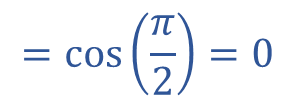 = cos(π/2) = 0